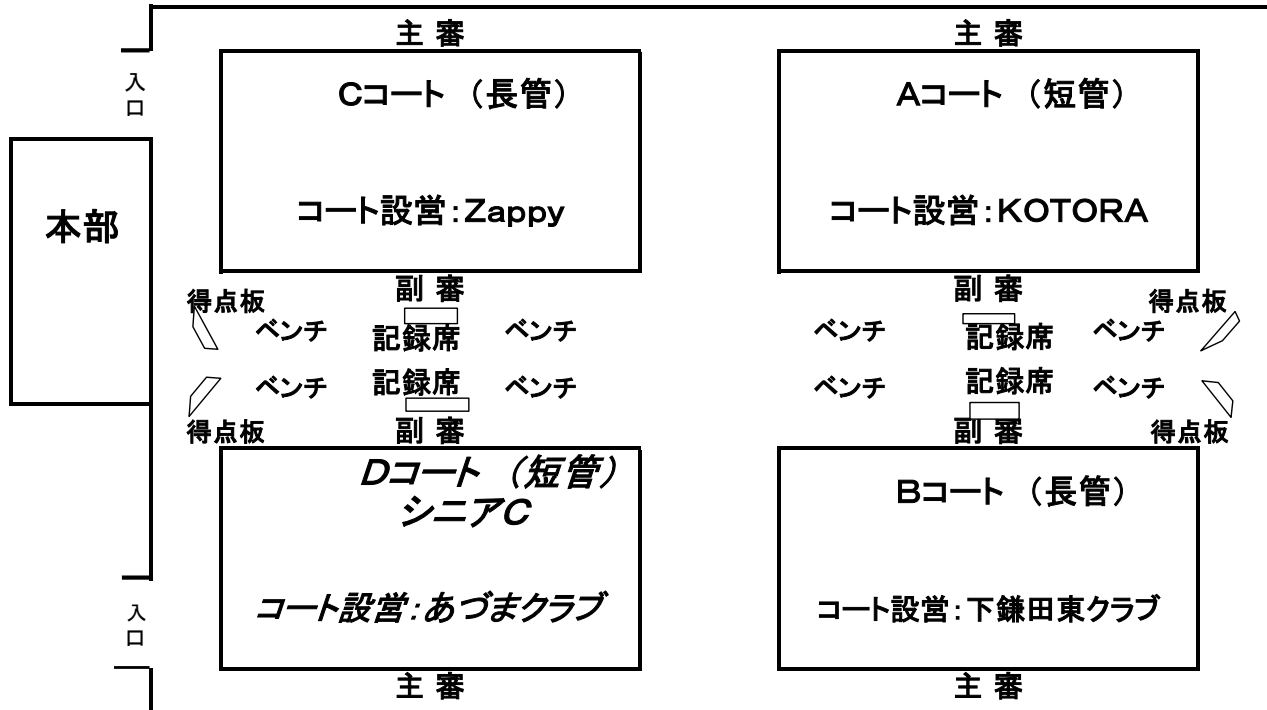 主 審
主 審
入
口
Cコート （長管）
Aコート （短管）
コート設営：Zappy
コート設営：KOTORA
本部
副 審
副 審
得点板
得点板
ベンチ
記録席
ベンチ
ベンチ
記録席
ベンチ
ベンチ
記録席
ベンチ
ベンチ
記録席
ベンチ
得点板
副 審
副 審
得点板
Dコート （短管）
シニアC
Bコート （長管）
コート設営：あづまクラブ
コート設営：下鎌田東クラブ
入
口
主 審
主 審